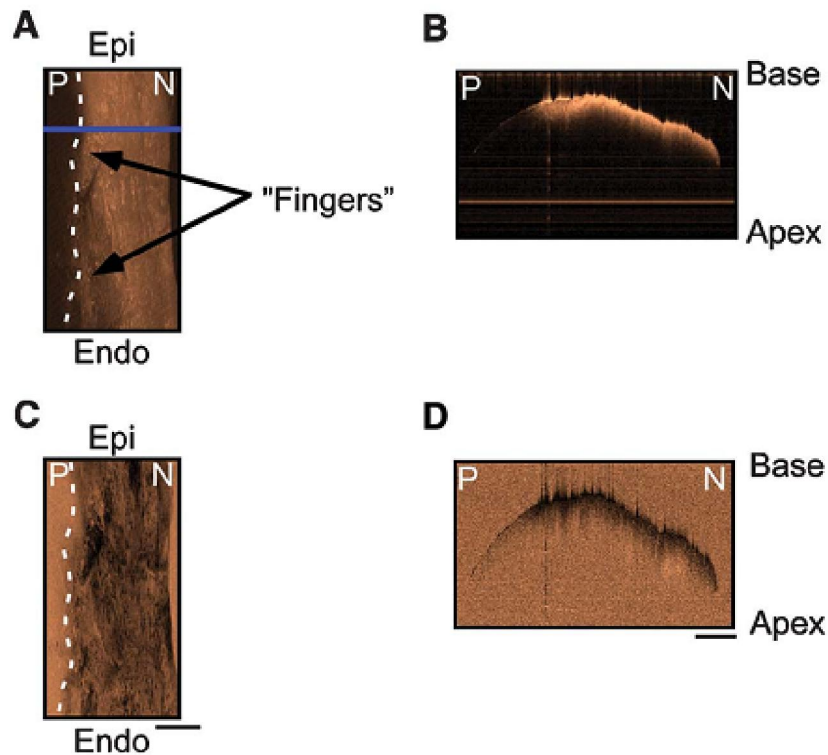 A
Epi
P N
"Fingers”
Endo
B
P N
Base
Apex
C
Epi
P N
Endo
D
P N
Base
Apex